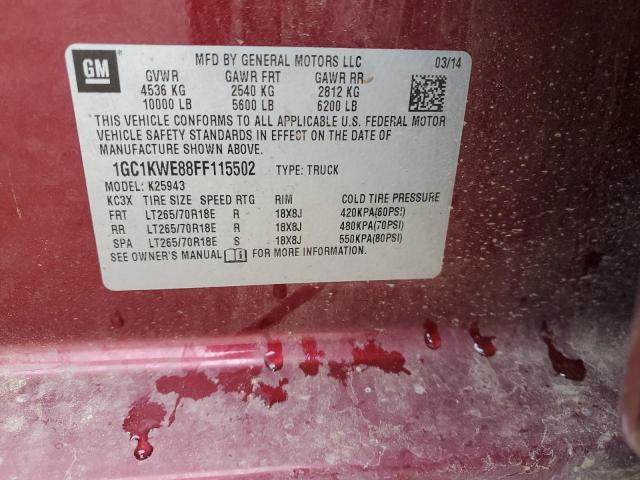 GM
MFD BY GENERAL MOTORS LLC 03/14
GVWR GAWR FRT GAWR RR
4536 KG 2540 KG 2812 KG
10000 LB 5600 LB 6200 LB
THIS VEHICLE CONFORMS TO ALL APPLICABLE U.S. FEDERAL MOTOR
VEHICLE SAFETY STANDARDS IN EFFECT ON THE DATE OF
MANUFACTURE SHOWN ABOVE.
1GC1KWE88FF115502 TYPE: TRUCK
MODEL: K25943
KC3X TIRE SIZE SPEED RTG RIM COLD TIRE PRESSURE
FRT LT265/70R18E R 18X8J 420KPA(60PSI)
RR LT265/70R18E R 18X8J 480KPA(70PSI)
SPA LT265/70R18E S 18X8J 550KPA(80PSI)
SEE OWNER'S MANUAL FOR MORE INFORMATION.